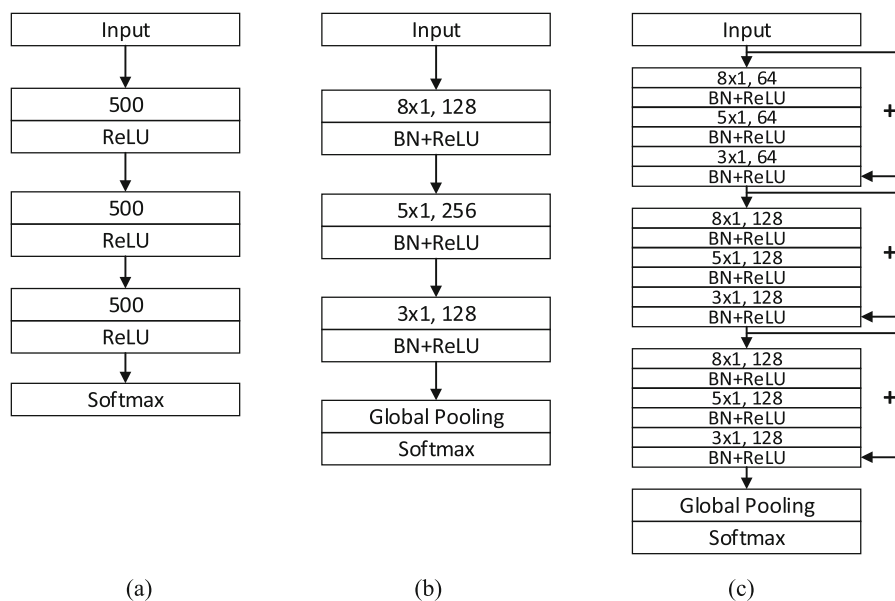 Input
500
ReLU
500
ReLU
500
ReLU
Softmax
(a)
Input
8x1, 128
BN+ReLU
5x1, 256
BN+ReLU
3x1, 128
BN+ReLU
Global Pooling
Softmax
(b)
Input
8x1, 64
BN+ReLU
5x1, 64
BN+ReLU
3x1, 64
BN+ReLU
+
8x1, 128
BN+ReLU
5x1, 128
BN+ReLU
3x1, 128
BN+ReLU
+
8x1, 128
BN+ReLU
5x1, 128
BN+ReLU
3x1, 128
BN+ReLU
+
Global Pooling
Softmax
(c)